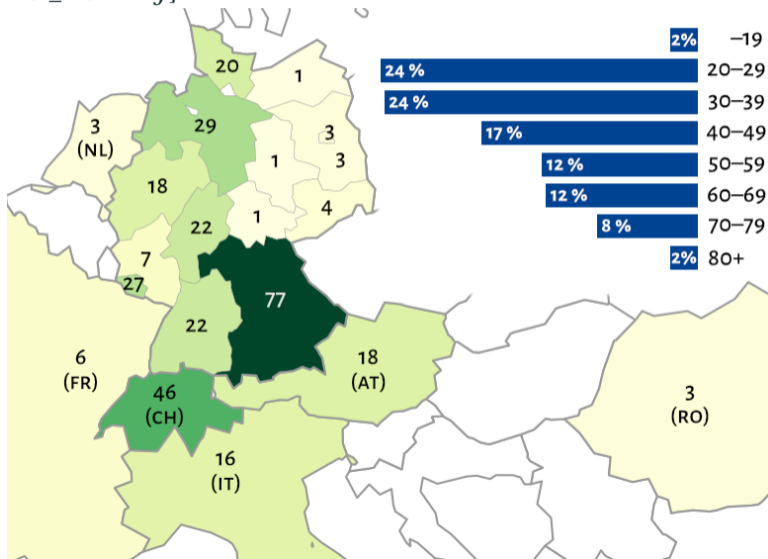 20
1
29
3
(NL)
3
3
1
18
4
1
22
7
27
77
22
18
(AT)
6
(FR)
46
(CH)
3
(RO)
16
(IT)
2% –19
24 % 20–29
24 % 30–39
17 % 40–49
12 % 50–59
12 % 60–69
8 % 70–79
2% 80+